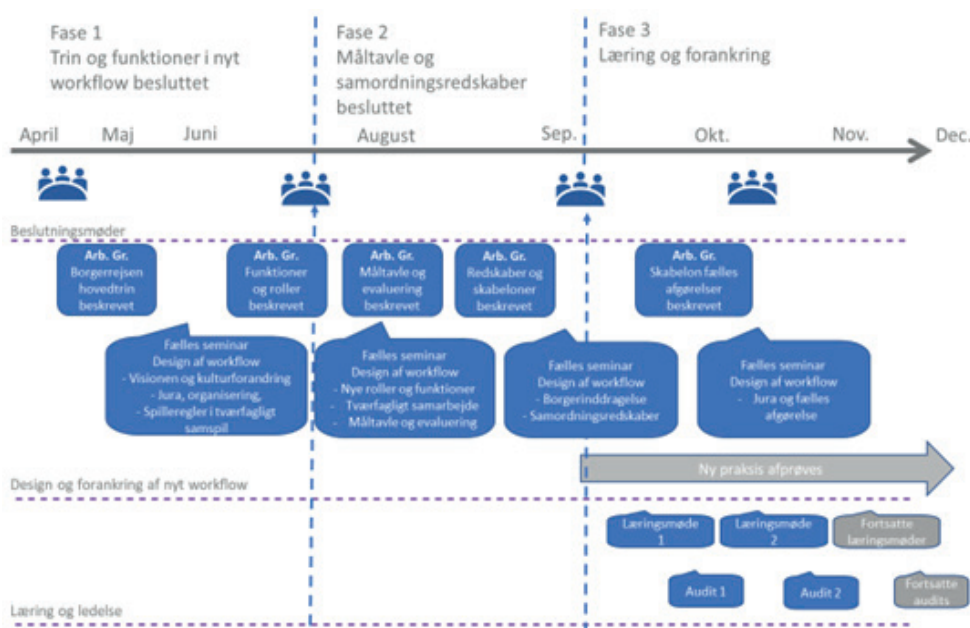 Fase 1
Trin og funktioner i nyt
workflow besluttet
Fase 2
Måltavle og
samordningsredskaber
besluttet
Fase 3
Læring og forankring
April
Maj
Juni
August
Sep.
Okt.
Nov.
Dec.
Beslutningsmøder
Arb. Gr.
Borgerrejsen
hovedtrin
beskrevet
Arb. Gr.
Funktioner
og roller
beskrevet
Arb. Gr.
Måltavle og
evaluering
beskrevet
Arb. Gr.
Redskaber og
skabeloner
beskrevet
Arb. Gr.
Skabelon fælles
afgørelser
beskrevet
Fælles seminar
Design af workflow
- Visionen og kulturforandring
- Jura, organisering,
- Spilleregler i tværfagligt
samspil
Fælles seminar
Design af workflow
- Nye roller og funktioner
- Tværfagligt samarbejde
- Måltavle og evaluering
Fælles seminar
Design af workflow
- Borgerinddragelse
- Samordningsredskaber
Fælles seminar
Design af workflow
- Jura og fælles
afgørelse
Ny praksis afprøves
Design og forankring af nyt workflow
Læringsmøde
1
Læringsmøde
2
Fortsatte
læringsmøder
Audit 1
Audit 2
Fortsatte
audits
Læring og ledelse